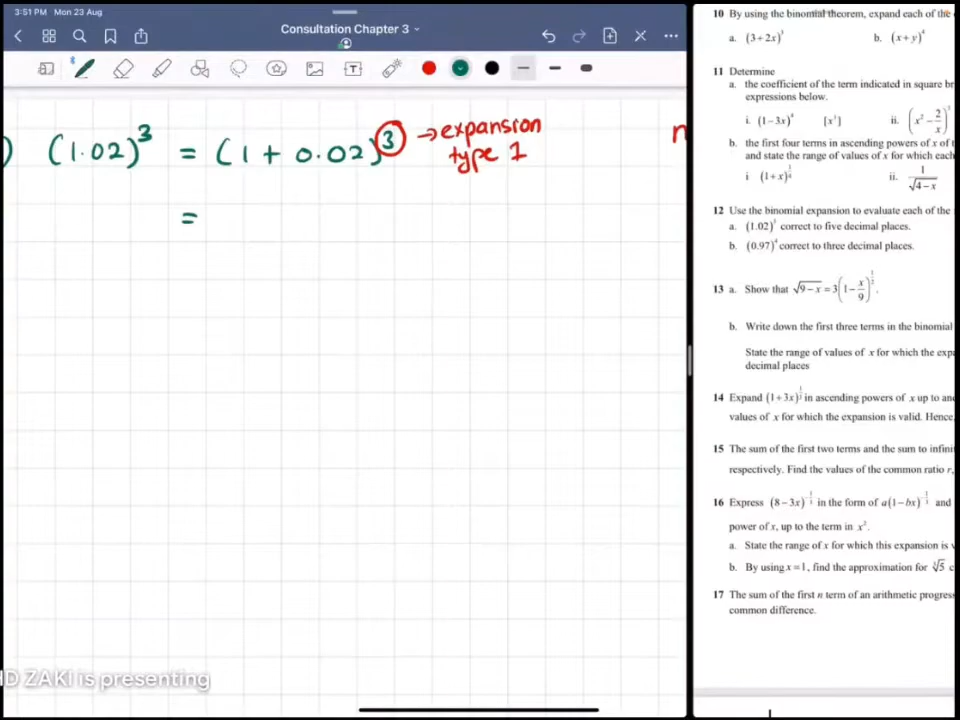 3:51 PM Mon 23 Aug
Consultation Chapter 3
) (1.02)³ = (1 + 0.02)³ → expansion
type 1
=
HD ZAKI is presenting
10 By using the binomial theorem, expand each of the
a. (3+2x)³ b. (x+y)⁴
11 Determine
a. the coefficient of the term indicated in square br
expressions below.
i. (1−3x)⁴ [x³] ii. (x² − 2/x)
b. the first four terms in ascending powers of x of
and state the range of values of x for which each
i (1+x)^(1/4) ii. 1/√(4−x)
12 Use the binomial expansion to evaluate each of the
a. (1.02)³ correct to five decimal places.
b. (0.97)⁴ correct to three decimal places.
13 a. Show that √(9−x) = 3(1 − x/9)^(1/2).
b. Write down the first three terms in the binomial
State the range of values of x for which the exp
decimal places
14 Expand (1+3x) in ascending powers of x up to an
values of x for which the expansion is valid. Hence,
15 The sum of the first two terms and the sum to infini
respectively. Find the values of the common ratio r,
16 Express (8−3x) in the form of a(1−bx) and
power of x, up to the term in x².
a. State the range of x for which this expansion is v
b. By using x=1, find the approximation for ∛5 c
17 The sum of the first n term of an arithmetic progres
common difference.